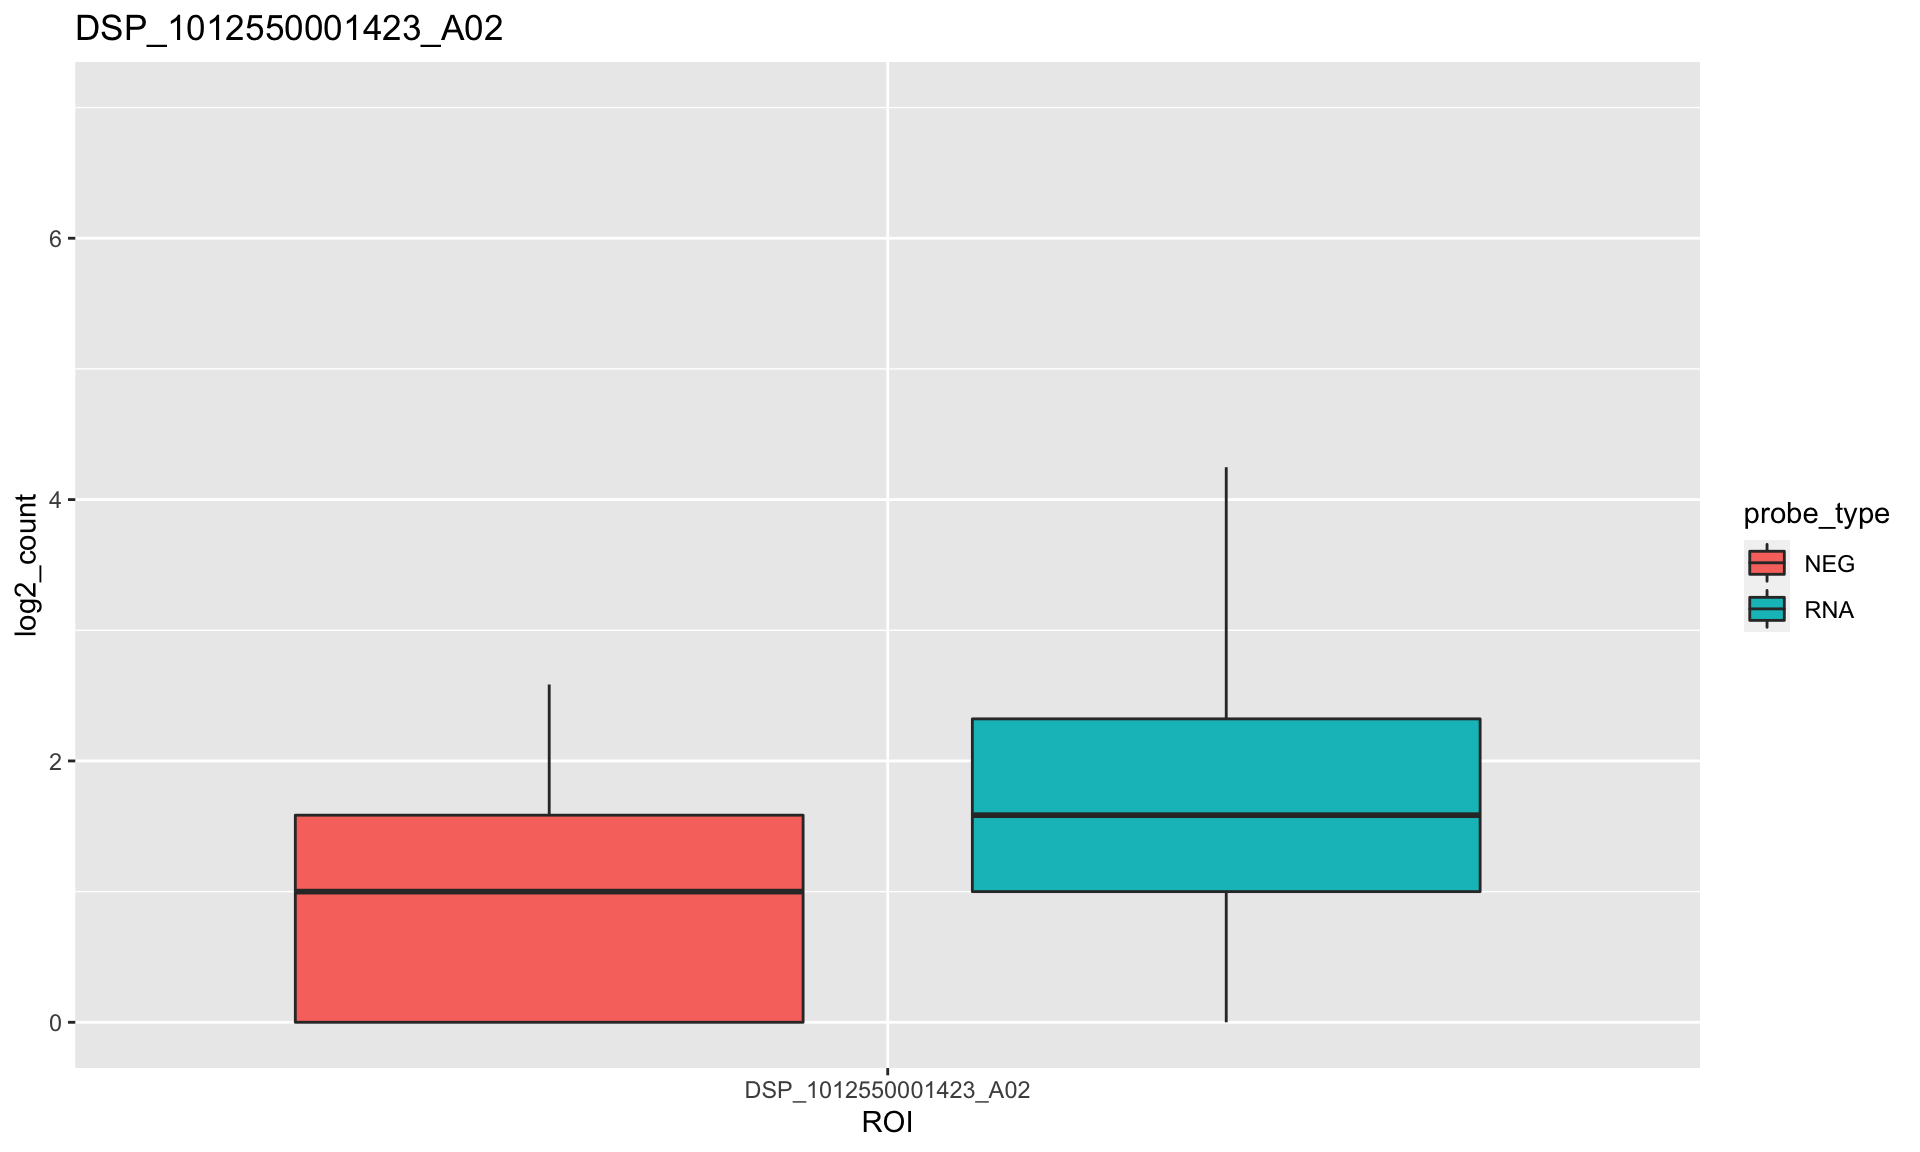 DSP_1012550001423_A02
6
4
2
0
log2_count
DSP_1012550001423_A02
ROI
probe_type
NEG
RNA